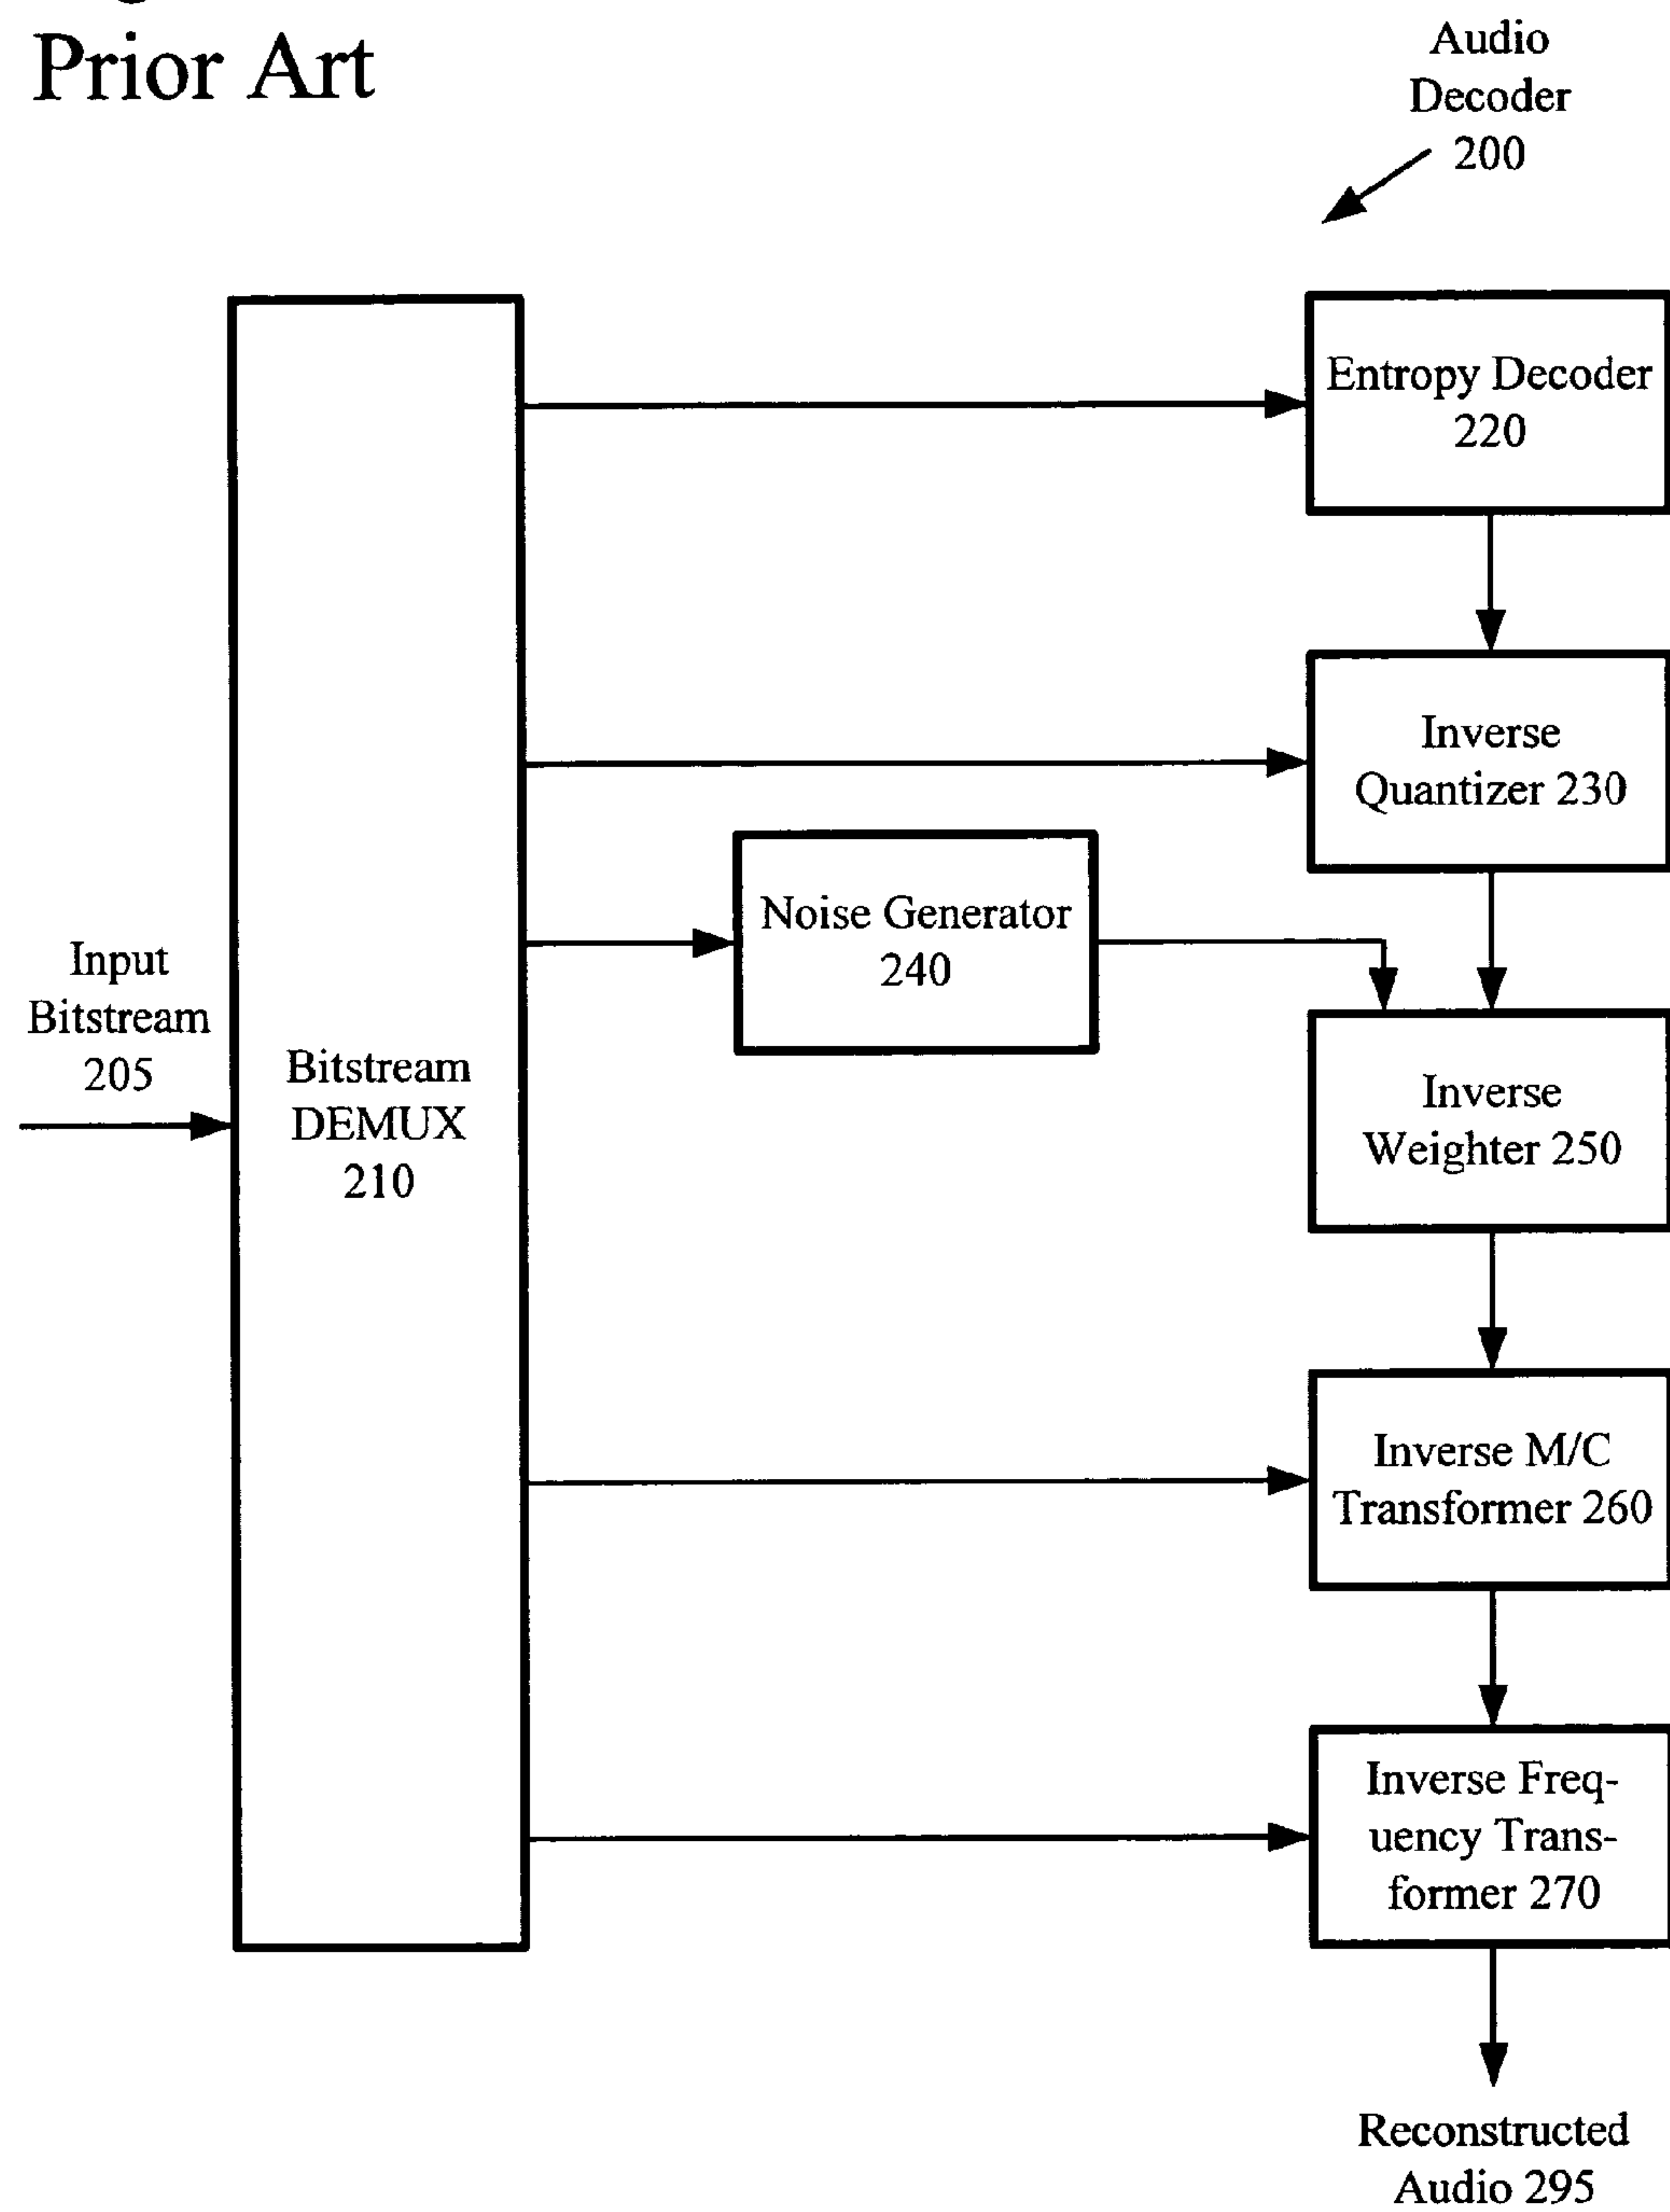 Prior Art
Audio
Decoder
200
Entropy Decoder
220
Inverse
Quantizer 230
Noise Generator
240
Input
Bitstream
205
Bitstream
DEMUX
210
Inverse
Weighter 250
Inverse M/C
Transformer 260
Inverse Freq-
uency Trans-
former 270
Reconstructed
Audio 295